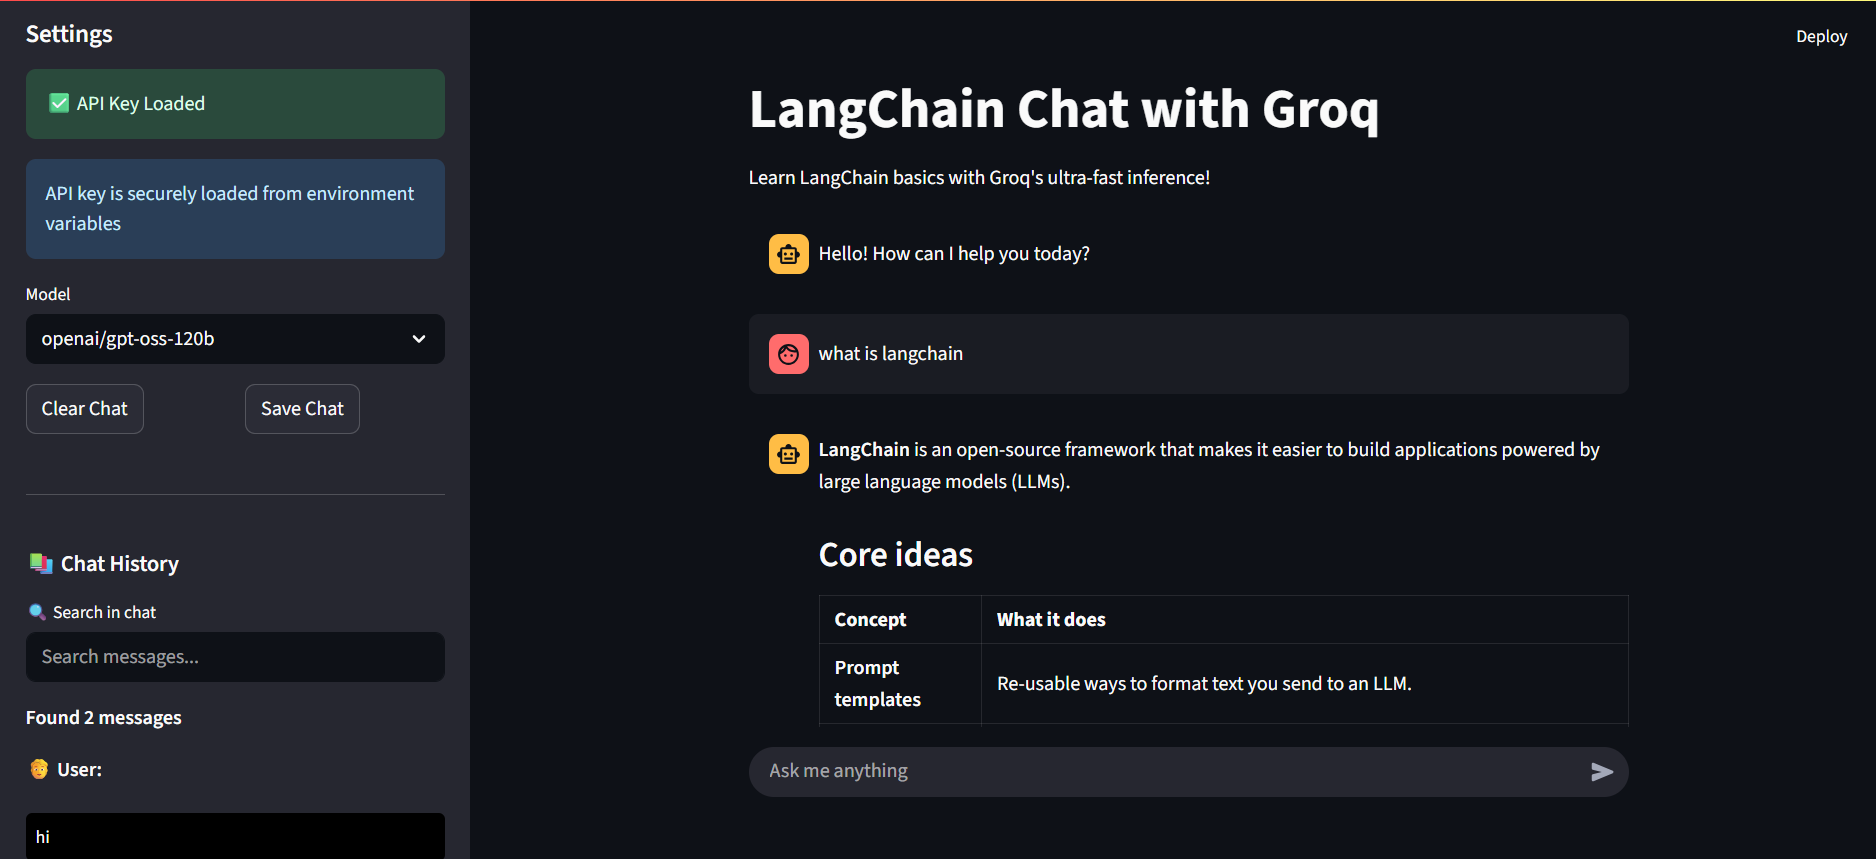 Settings
✅ API Key Loaded
API key is securely loaded from environment
variables
Model
openai/gpt-oss-120b
Clear Chat
Save Chat
📚 Chat History
🔍 Search in chat
Search messages...
Found 2 messages
🧑 User:
hi
Deploy
LangChain Chat with Groq
Learn LangChain basics with Groq's ultra-fast inference!
Hello! How can I help you today?
what is langchain
LangChain is an open-source framework that makes it easier to build applications powered by
large language models (LLMs).
Core ideas
Concept
What it does
Prompt
templates
Re-usable ways to format text you send to an LLM.
Ask me anything